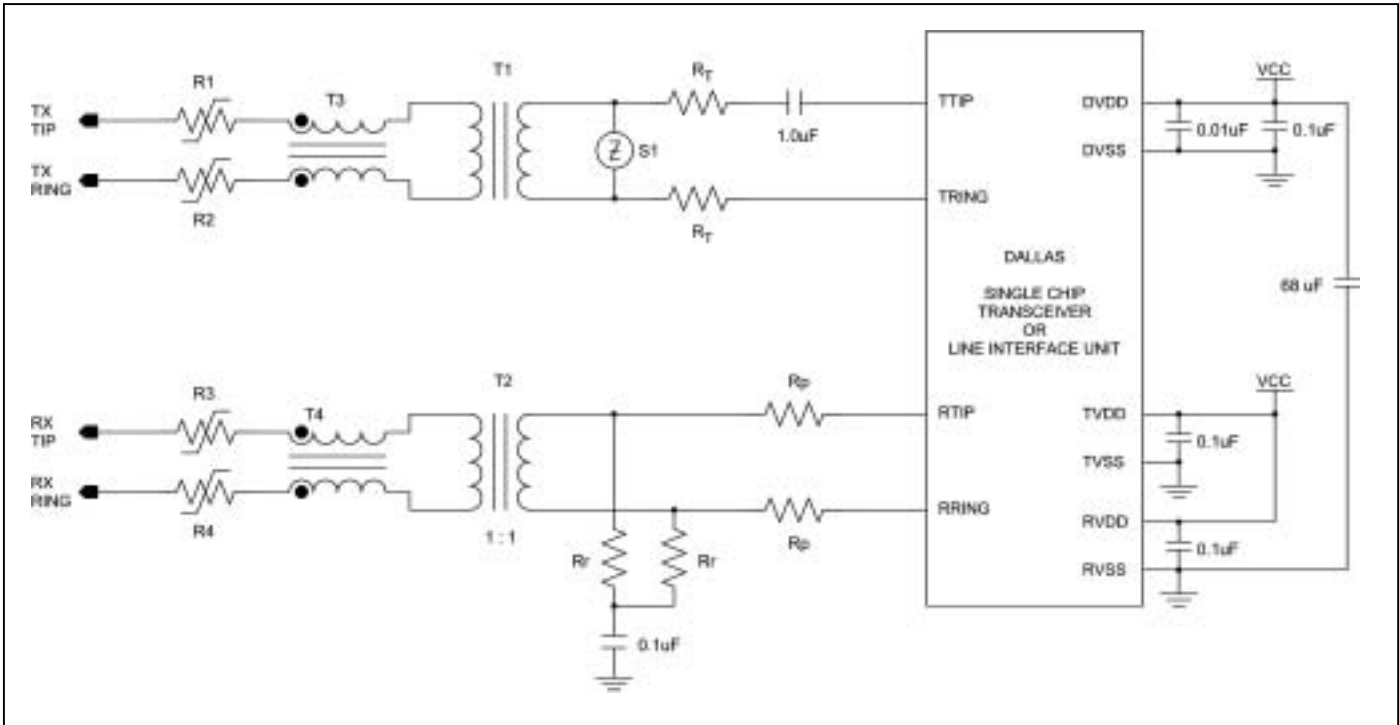 TX
TIP
R1
T3
T1
RT
1.0uF
TX
RING
R2
S1
RT
TTIP
TRING
DALLAS
SINGLE CHIP
TRANSCEIVER
OR
LINE INTERFACE UNIT
DVDD
DVSS
VCC
0.01uF
0.1uF
68 uF
RX
TIP
R3
T4
T2
Rp
RX
RING
R4
1 : 1
Rp
Rr
Rr
0.1uF
RTIP
RRING
TVDD
TVSS
RVDD
RVSS
VCC
0.1uF
0.1uF